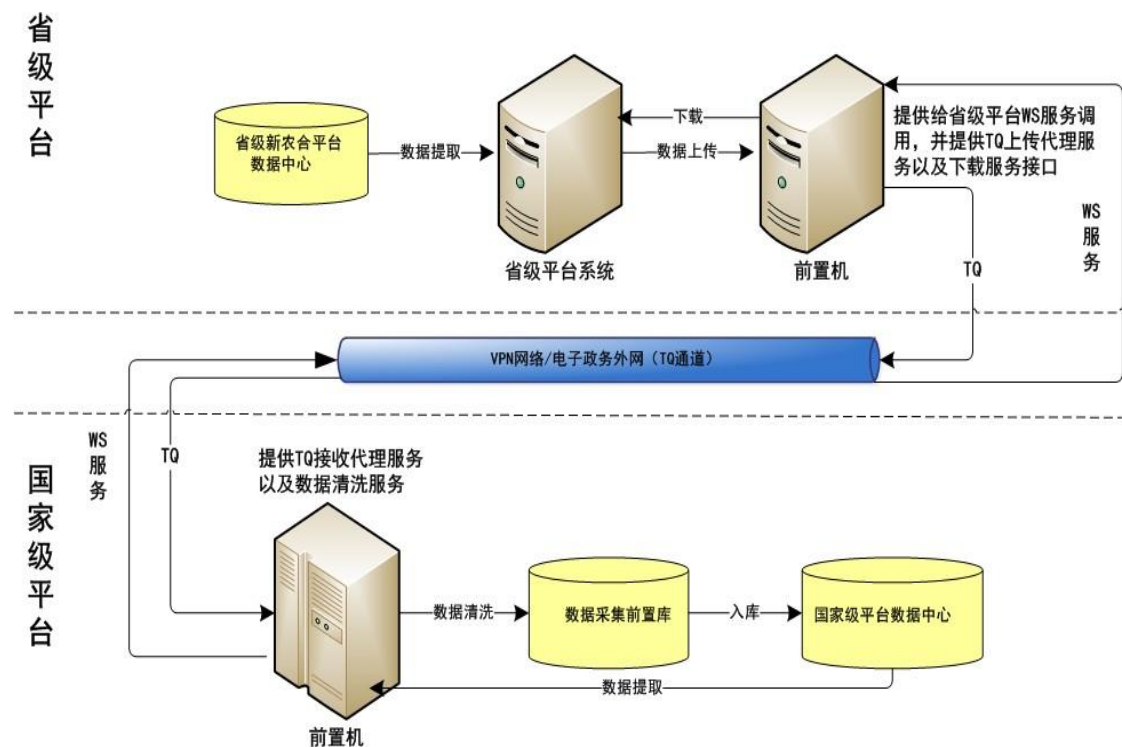 省级平台
省级新农合平台
数据中心
数据提取
下载
数据上传
提供给省级平台WS服务调
用，并提供TQ上传代理服
务以及下载服务接口
省级平台系统
前置机
TQ
WS
服
务
VPN网络/电子政务外网（TQ通道）
国家级平台
WS
服
务
TQ
提供TQ接收代理服务
以及数据清洗服务
数据清洗
数据采集前置库
入库
国家级平台数据中心
数据提取
前置机